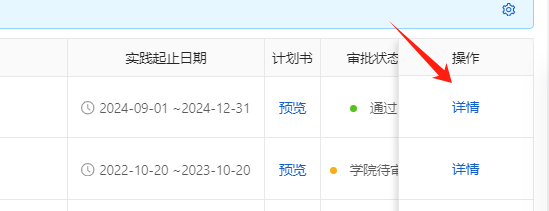 实践起止日期 计划书 审批状态 操作
2024-09-01 ~2024-12-31 预览 通过 详情
2022-10-20 ~2023-10-20 预览 学院待审 详情